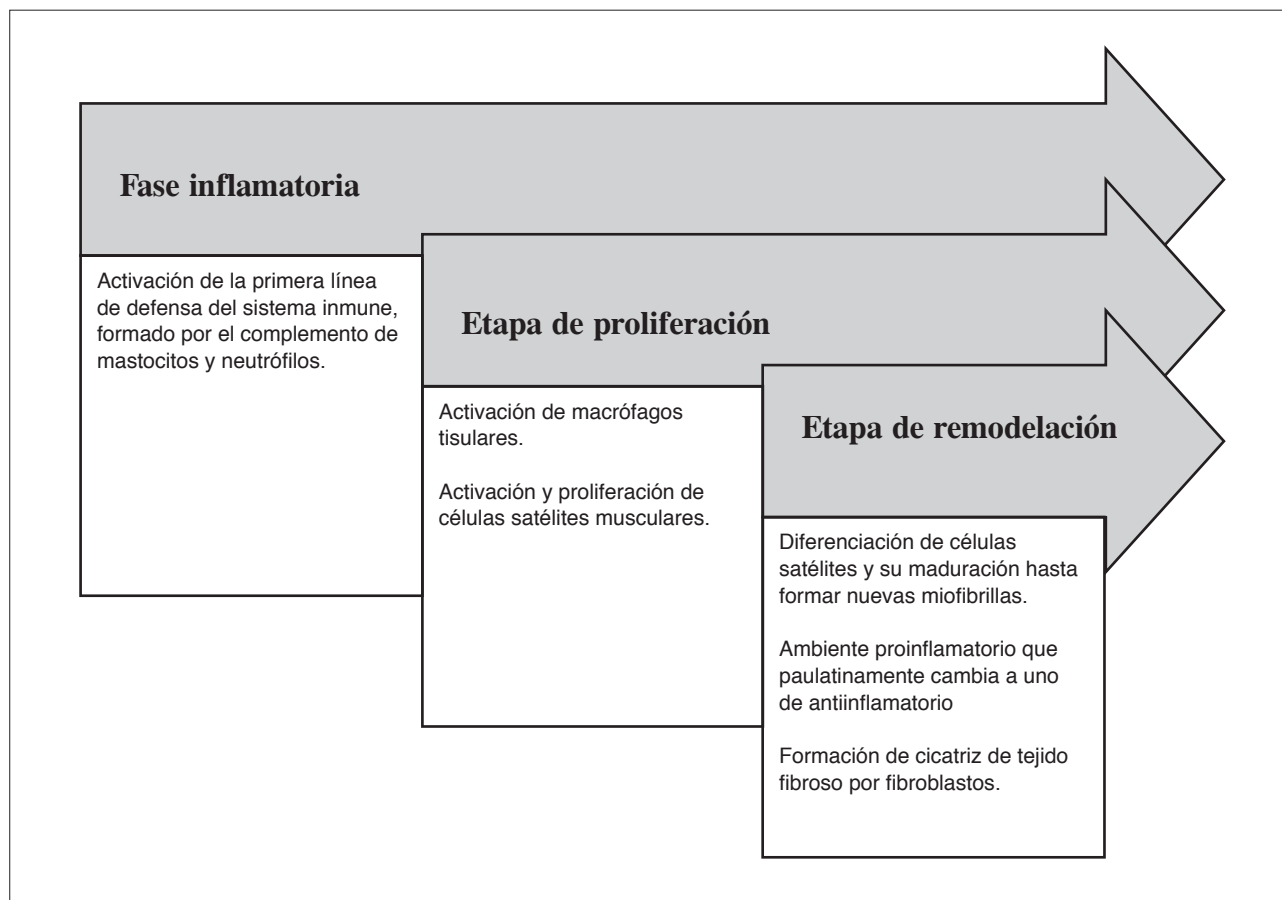 Fase inflamatoria
Activación de la primera línea
de defensa del sistema inmune,
formado por el complemento de
mastocitos y neutrófilos.
Etapa de proliferación
Activación de macrófagos
tisulares.
Activación y proliferación de
células satélites musculares.
Etapa de remodelación
Diferenciación de células
satélites y su maduración hasta
formar nuevas miofibrillas.
Ambiente proinflamatorio que
paulatinamente cambia a uno
de antiinflamatorio
Formación de cicatriz de tejido
fibroso por fibroblastos.